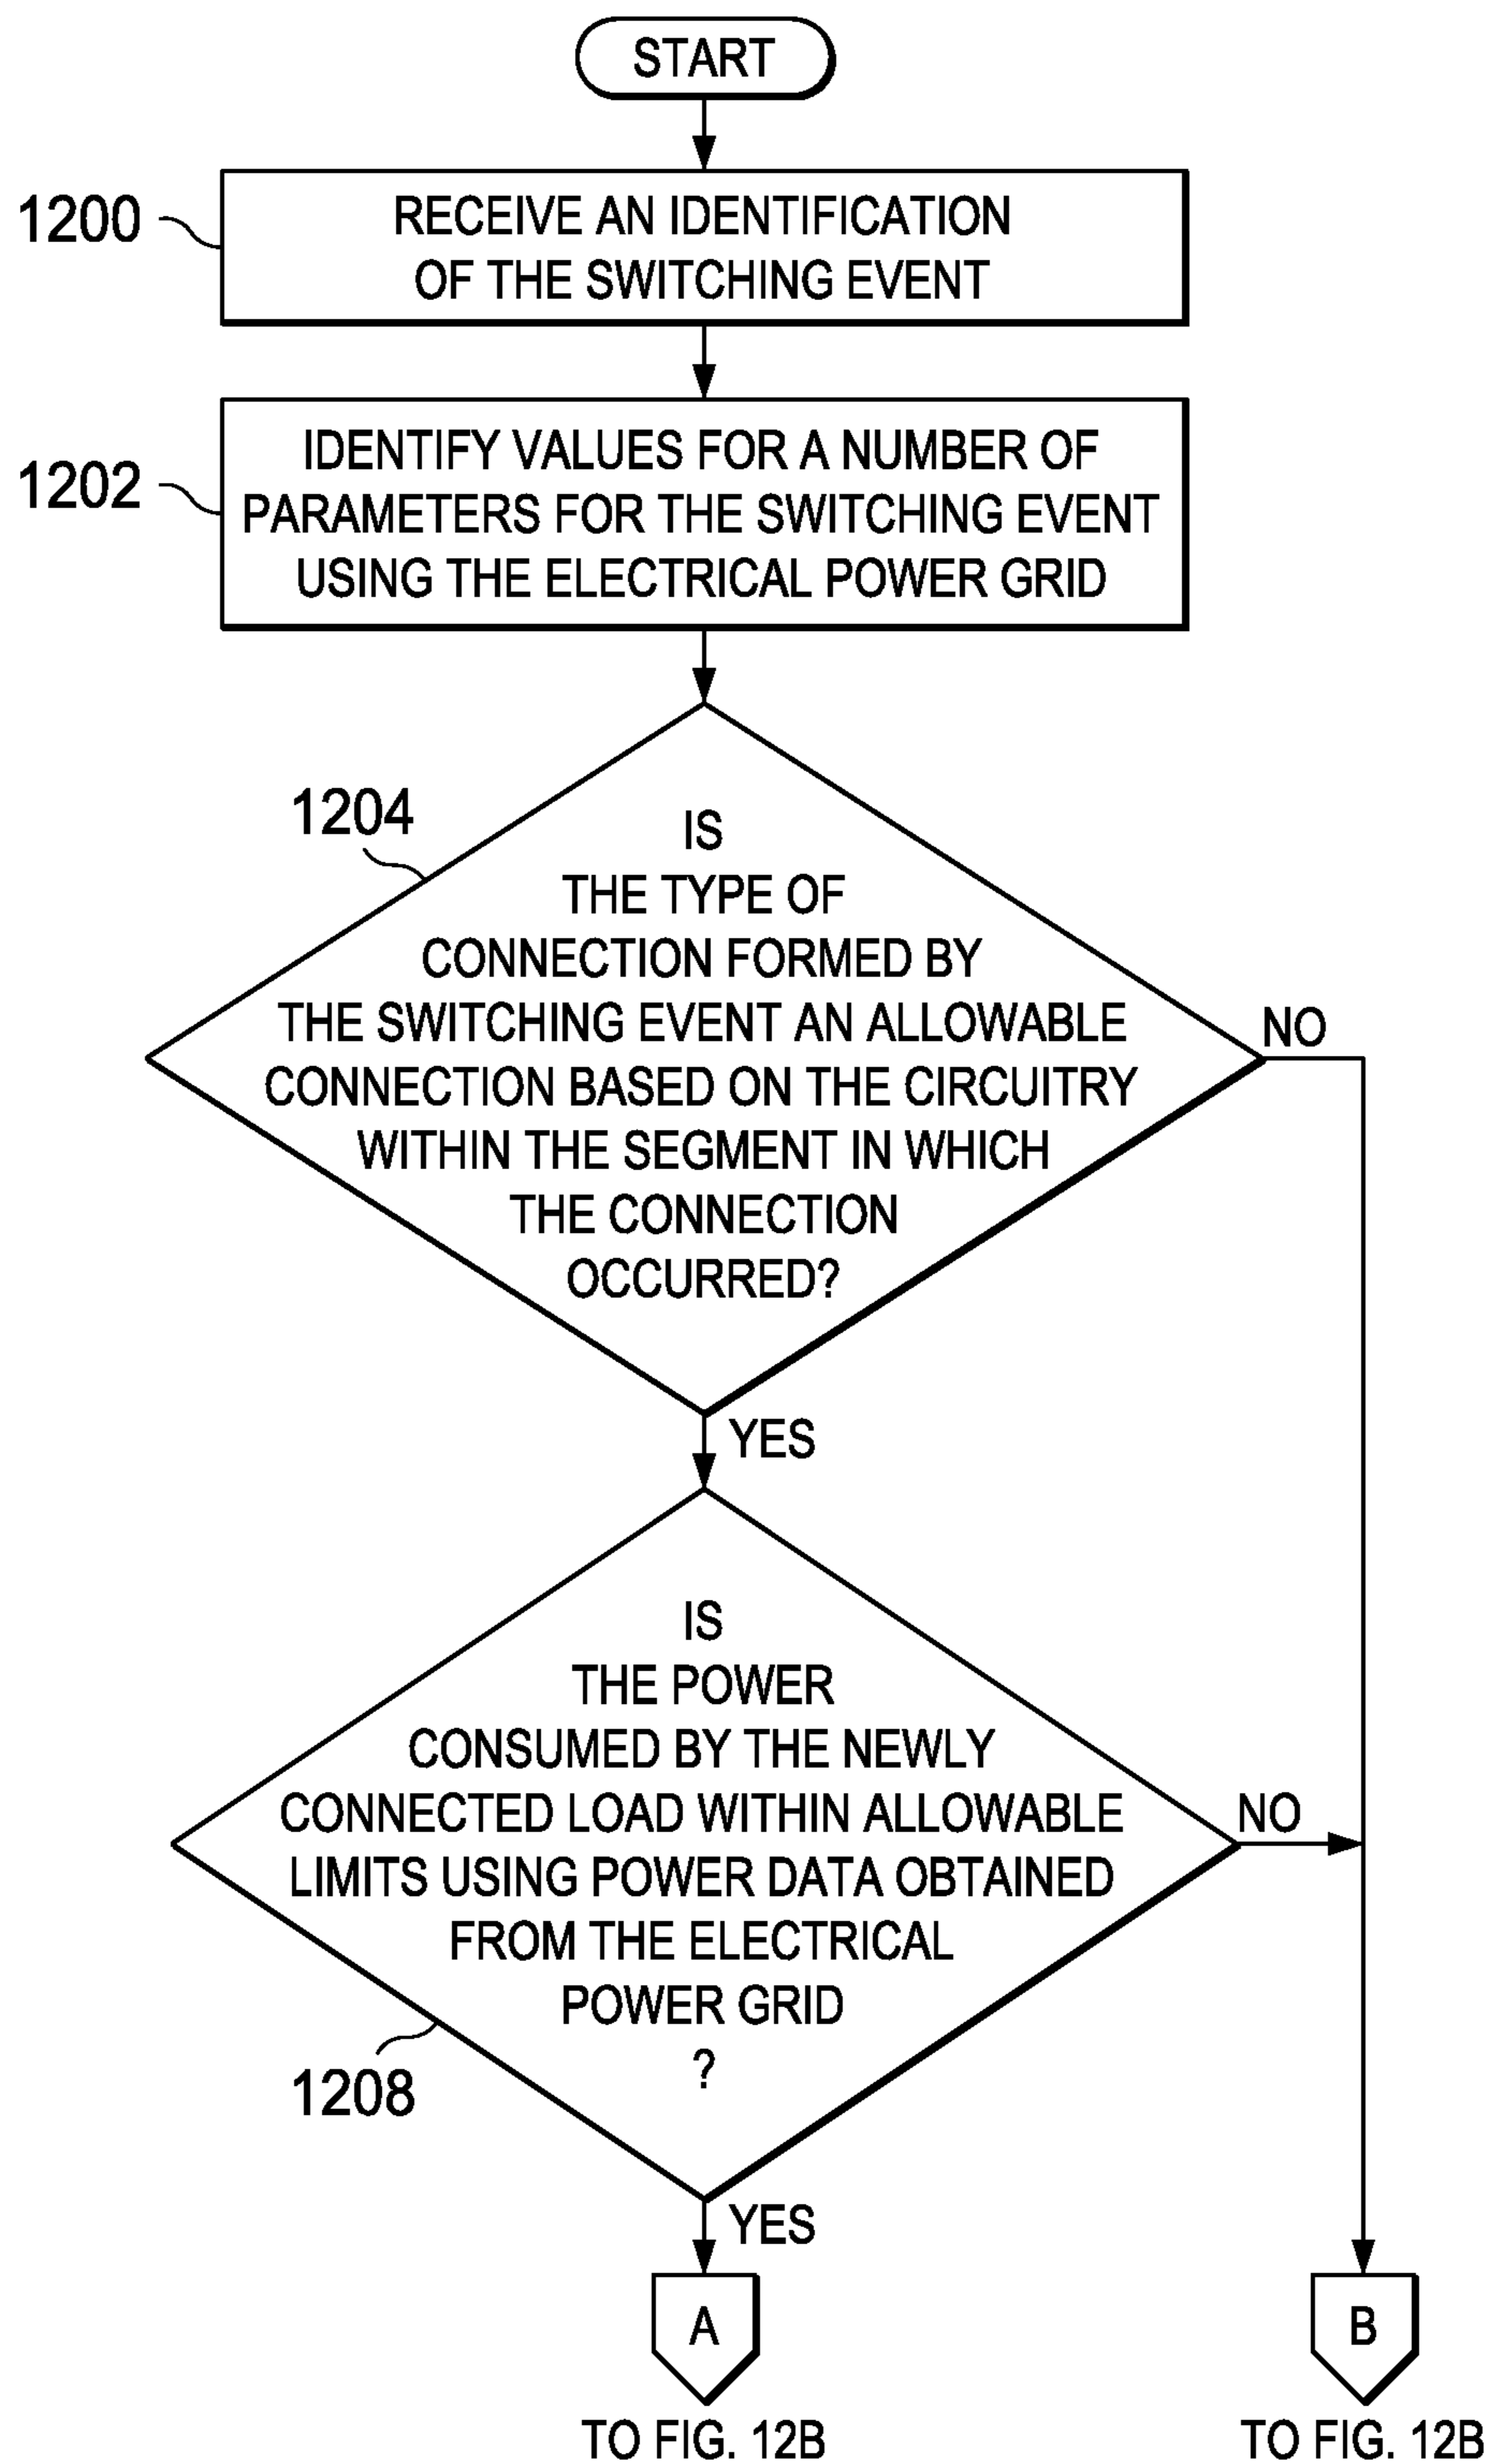 START
1200
RECEIVE AN IDENTIFICATION
OF THE SWITCHING EVENT
1202
IDENTIFY VALUES FOR A NUMBER OF
PARAMETERS FOR THE SWITCHING EVENT
USING THE ELECTRICAL POWER GRID
1204
IS
THE TYPE OF
CONNECTION FORMED BY
THE SWITCHING EVENT AN ALLOWABLE
CONNECTION BASED ON THE CIRCUITRY
WITHIN THE SEGMENT IN WHICH
THE CONNECTION
OCCURRED?
NO
YES
IS
THE POWER
CONSUMED BY THE NEWLY
CONNECTED LOAD WITHIN ALLOWABLE
LIMITS USING POWER DATA OBTAINED
FROM THE ELECTRICAL
POWER GRID
?
NO
1208
YES
A
B
TO FIG. 12B
TO FIG. 12B